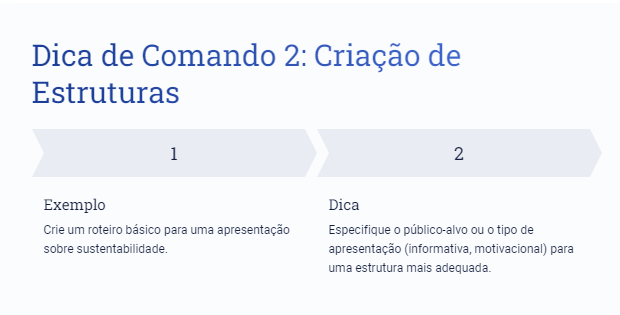 Dica de Comando 2: Criação de
Estruturas
1
2
Exemplo
Crie um roteiro básico para uma apresentação
sobre sustentabilidade.
Dica
Especifique o público-alvo ou o tipo de
apresentação (informativa, motivacional) para
uma estrutura mais adequada.